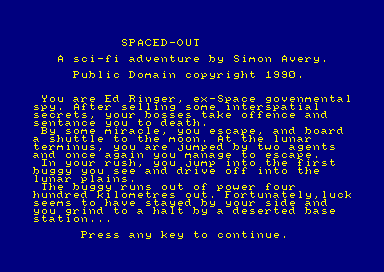 SPACED-OUT
A sci-fi adventure by Simon Avery.
Public Domain copyright 1990.
You are Ed Ringer, ex-Space govenmental
spy. After selling some interspatial
secrets, your bosses take offence and
sentance you to death.
By some miracle, you escape, and board
a shuttle to the moon. At the lunar
terminus, you are jumped by two agents
and once again you manage to escape.
In your rush, you jump into the first
buggy you see and drive off into the
lunar plains.
The buggy runs out of power four
hundred kilometres out. Fortunately,luck
seems to have stayed by your side and
you grind to a halt by a deserted base
station...
Press any key to continue.